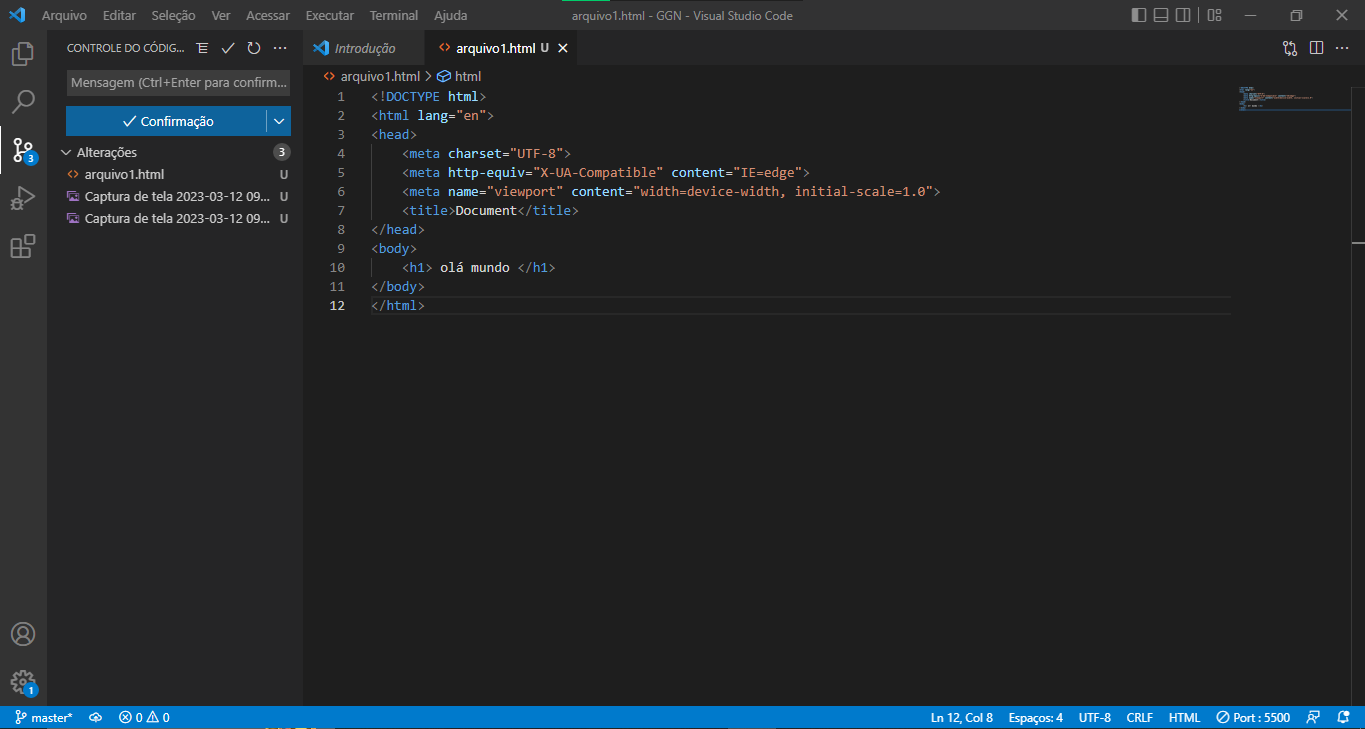 Arquivo Editar Seleção Ver Acessar Executar Terminal Ajuda
arquivo1.html - GGN - Visual Studio Code
CONTROLE DO CÓDIG...
Introdução
arquivo1.html U
Mensagem (Ctrl+Enter para confirm...
Confirmação
Alterações 3
arquivo1.html U
Captura de tela 2023-03-12 09... U
Captura de tela 2023-03-12 09... U
3
1
arquivo1.html > html
1 <!DOCTYPE html>
2 <html lang="en">
3 <head>
4 <meta charset="UTF-8">
5 <meta http-equiv="X-UA-Compatible" content="IE=edge">
6 <meta name="viewport" content="width=device-width, initial-scale=1.0">
7 <title>Document</title>
8 </head>
9 <body>
10 <h1> olá mundo </h1>
11 </body>
12 </html>
master* 0 0 Ln 12, Col 8 Espaços: 4 UTF-8 CRLF HTML Port : 5500